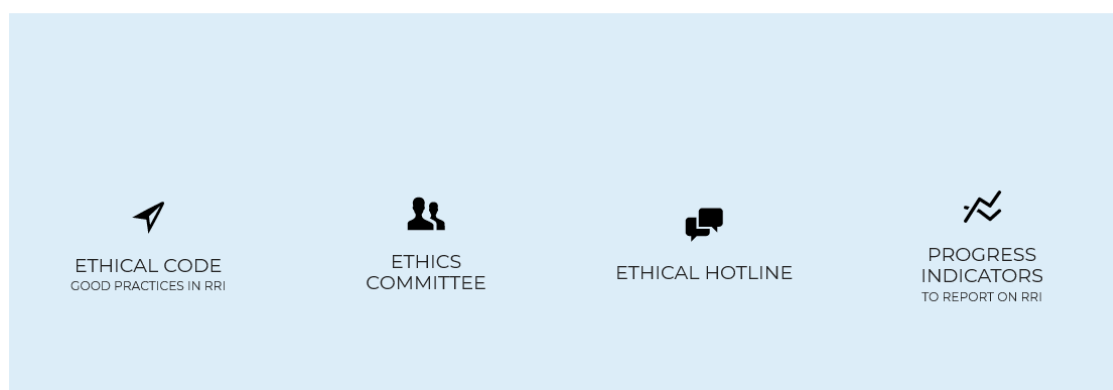 ETHICAL CODE
GOOD PRACTICES IN RRI
ETHICS
COMMITTEE
ETHICAL HOTLINE
PROGRESS
INDICATORS
TO REPORT ON RRI